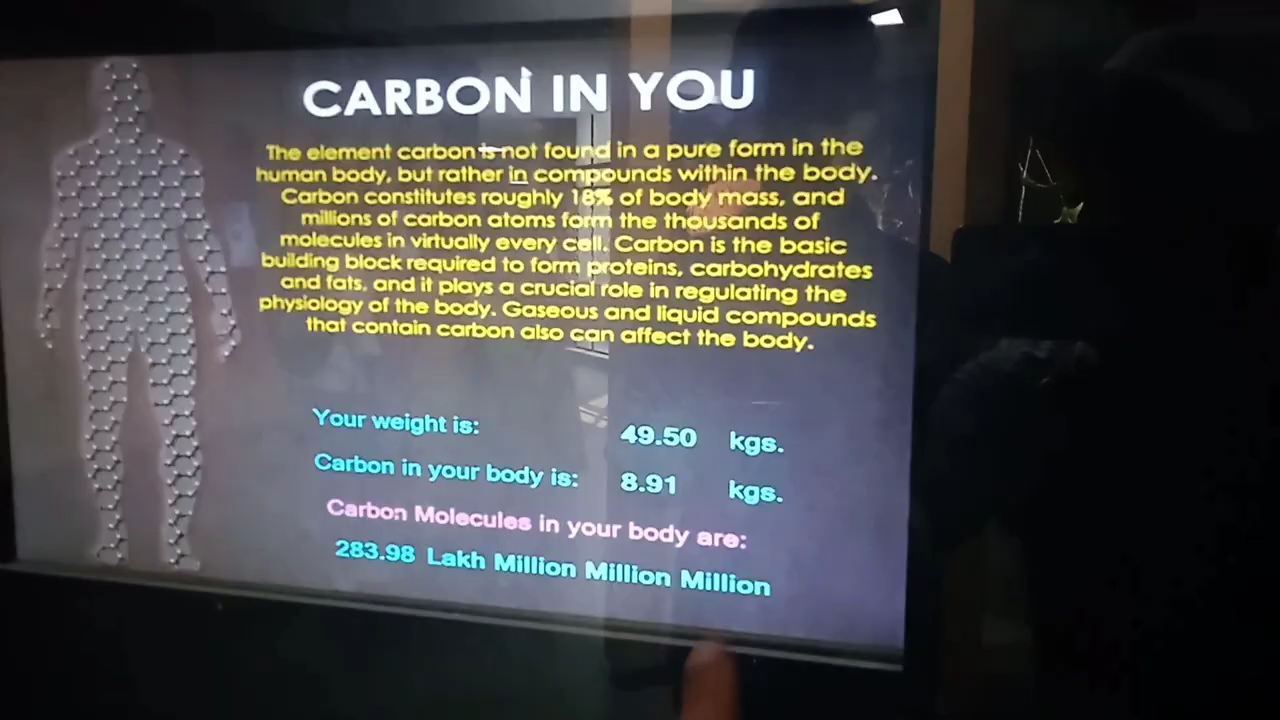 CARBON IN YOU
The element carbon is not found in a pure form in the
human body, but rather in compounds within the body.
Carbon constitutes roughly 18% of body mass, and
millions of carbon atoms form the thousands of
molecules in virtually every cell. Carbon is the basic
building block required to form proteins, carbohydrates
and fats, and it plays a crucial role in regulating the
physiology of the body. Gaseous and liquid compounds
that contain carbon also can affect the body.
Your weight is: 49.50 kgs.
Carbon in your body is: 8.91 kgs.
Carbon Molecules in your body are:
283.98 Lakh Million Million Million